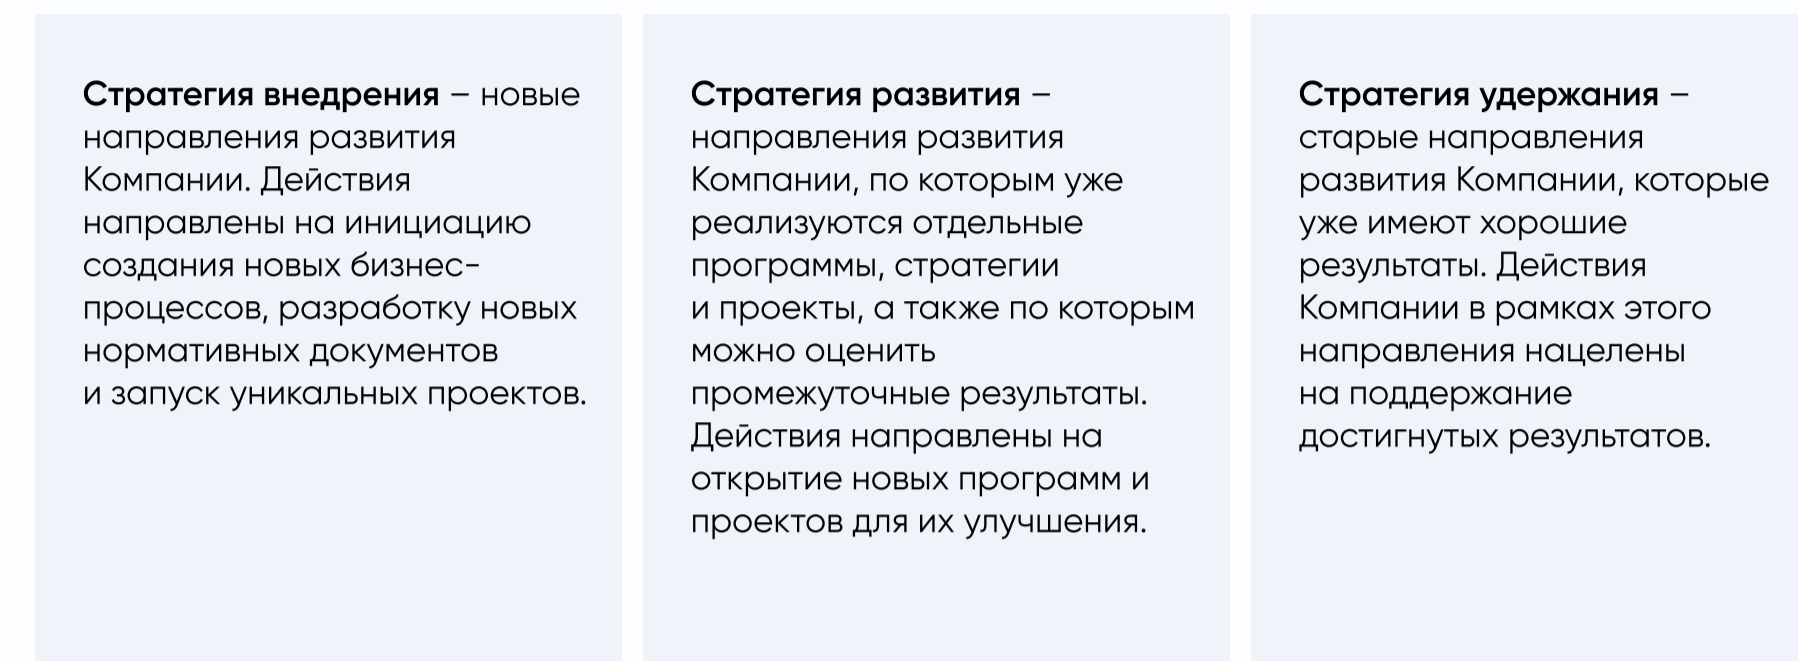 Стратегия внедрения – новые
направления развития
Компании. Действия
направлены на инициацию
создания новых бизнес-
процессов, разработку новых
нормативных документов
и запуск уникальных проектов.
Стратегия развития –
направления развития
Компании, по которым уже
реализуются отдельные
программы, стратегии
и проекты, а также по которым
можно оценить
промежуточные результаты.
Действия направлены на
открытие новых программ и
проектов для их улучшения.
Стратегия удержания –
старые направления
развития Компании, которые
уже имеют хорошие
результаты. Действия
Компании в рамках этого
направления нацелены
на поддержание
достигнутых результатов.